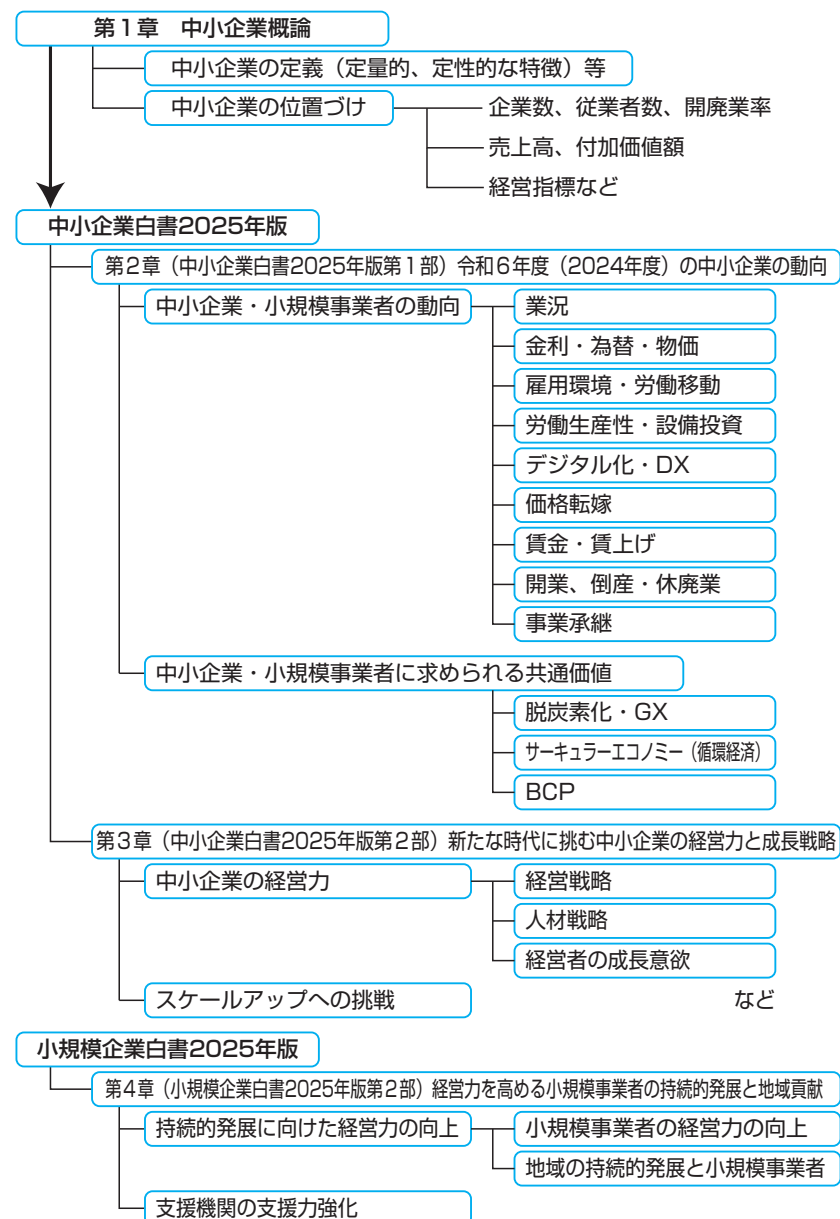 第1章　中小企業概論
中小企業の定義（定量的、定性的な特徴）等
中小企業の位置づけ
企業数、従業者数、開廃業率
売上高、付加価値額
経営指標など
中小企業白書2025年版
第2章（中小企業白書2025年版第1部）令和6年度（2024年度）の中小企業の動向
中小企業・小規模事業者の動向
業況
金利・為替・物価
雇用環境・労働移動
労働生産性・設備投資
デジタル化・DX
価格転嫁
賃金・賃上げ
開業、倒産・休廃業
事業承継
中小企業・小規模事業者に求められる共通価値
脱炭素化・GX
サーキュラーエコノミー（循環経済）
BCP
第3章（中小企業白書2025年版第2部）新たな時代に挑む中小企業の経営力と成長戦略
中小企業の経営力
経営戦略
人材戦略
経営者の成長意欲
スケールアップへの挑戦
など
小規模企業白書2025年版
第4章（小規模企業白書2025年版第2部）経営力を高める小規模事業者の持続的発展と地域貢献
持続的発展に向けた経営力の向上
小規模事業者の経営力の向上
地域の持続的発展と小規模事業者
支援機関の支援力強化